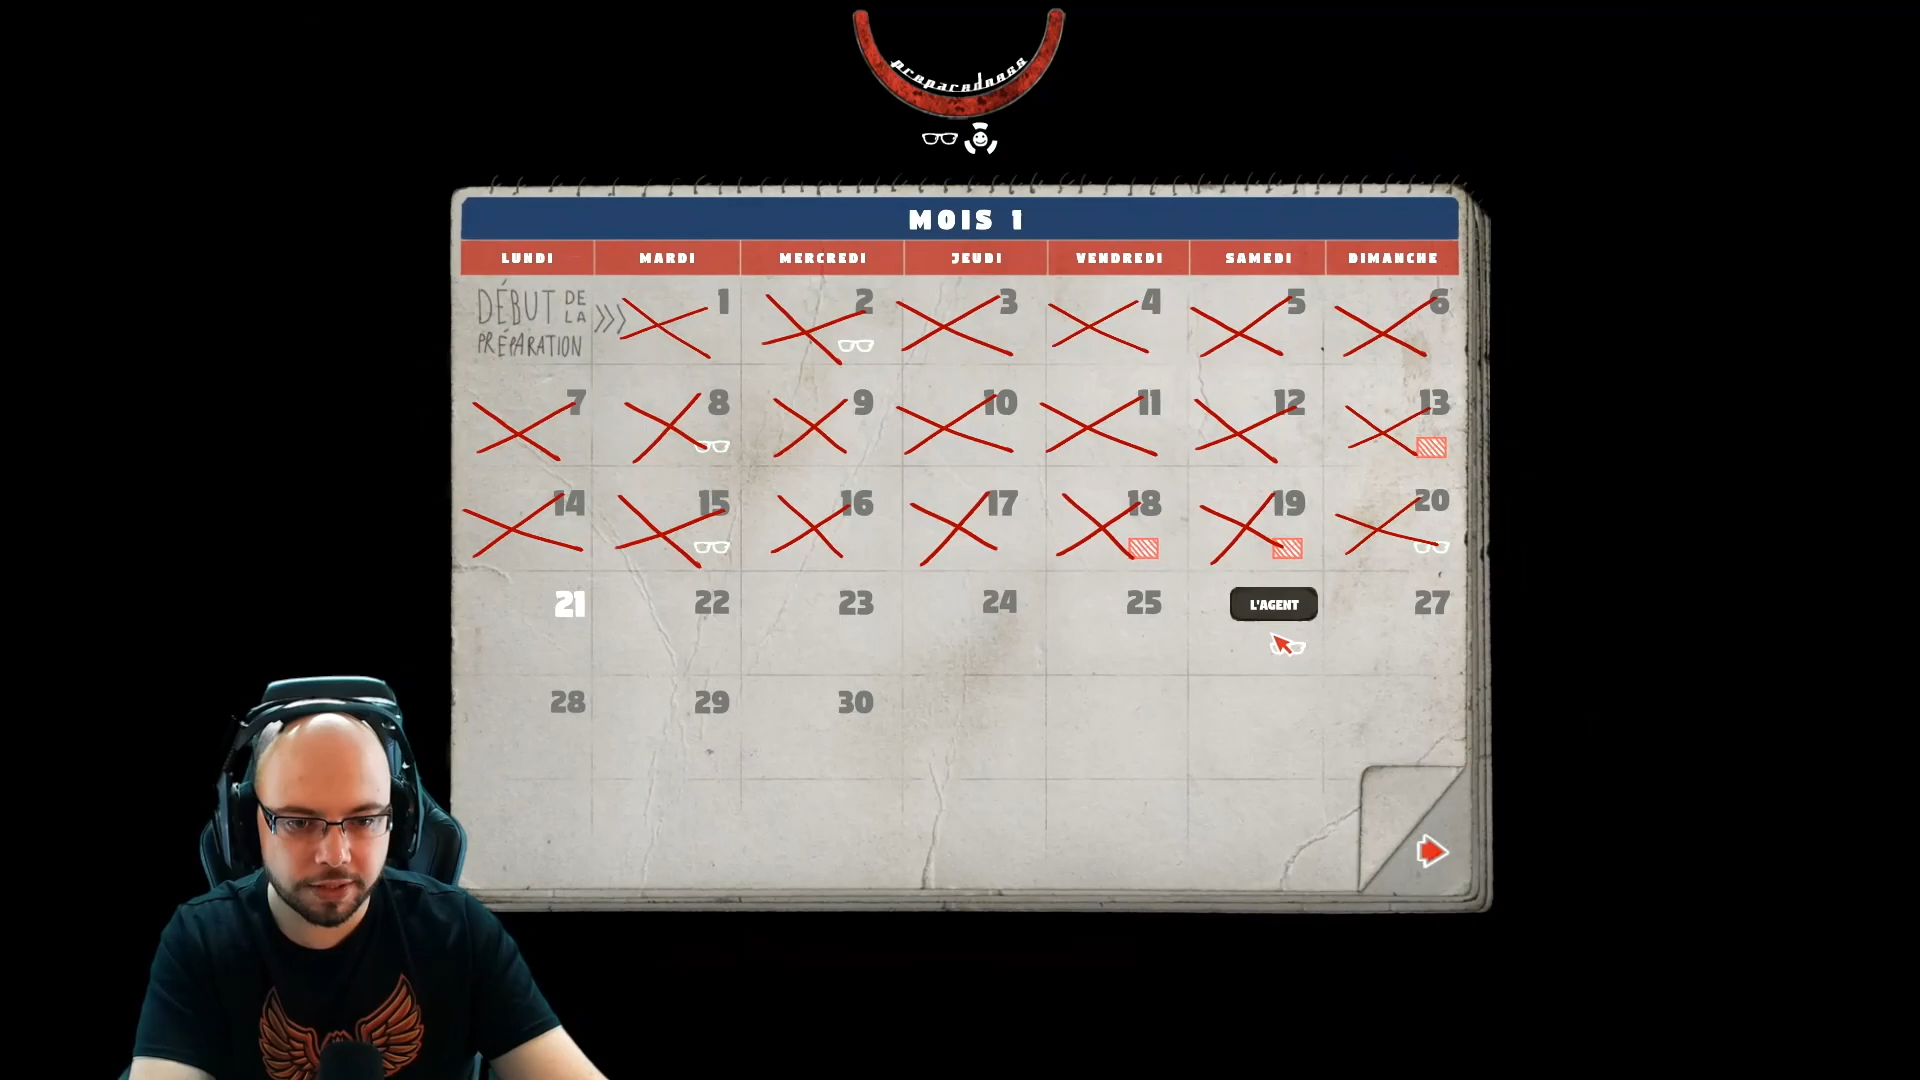 preparedness
MOIS 1
LUNDI MARDI MERCREDI JEUDI VENDREDI SAMEDI DIMANCHE
DÉBUT DE LA PRÉPARATION >>> 1 2 3 4 5 6
7 8 9 10 11 12 13
14 15 16 17 18 19 20
21 22 23 24 25 L'AGENT 27
28 29 30